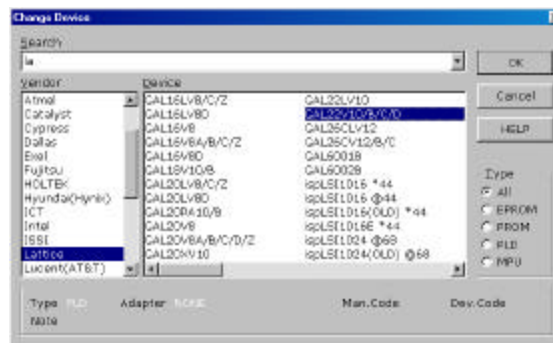 Change Device
Search
la
OK
Vendor
Device
Cancel
HELP
Atmel
Catalyst
Cypress
Dallas
Exel
Fujitsu
HOLTEK
Hyundai(Hynix)
ICT
Intel
ISSI
Lattice
Lucent(AT&T)
GAL16LV8/C/Z
GAL16LV8D
GAL16V8
GAL16V8A/B/C/Z
GAL16V8D
GAL18V10/B
GAL20LV8/C/Z
GAL20LV8D
GAL20RA10/B
GAL20V8
GAL20V8A/B/C/D/Z
GAL20XV10
GAL22LV10
GAL22V10/B/C/D
GAL26CLV12
GAL26CV12/B/C
GAL6001B
GAL6002B
ispLSI1016 *44
ispLSI1016 @44
ispLSI1016(OLD) *44
ispLSI1016E *44
ispLSI1024 @68
ispLSI1024(OLD) @68
Type
All
EPROM
PROM
PLD
MPU
Type PLD
Adapter NONE
Man.Code
Dev.Code
Note